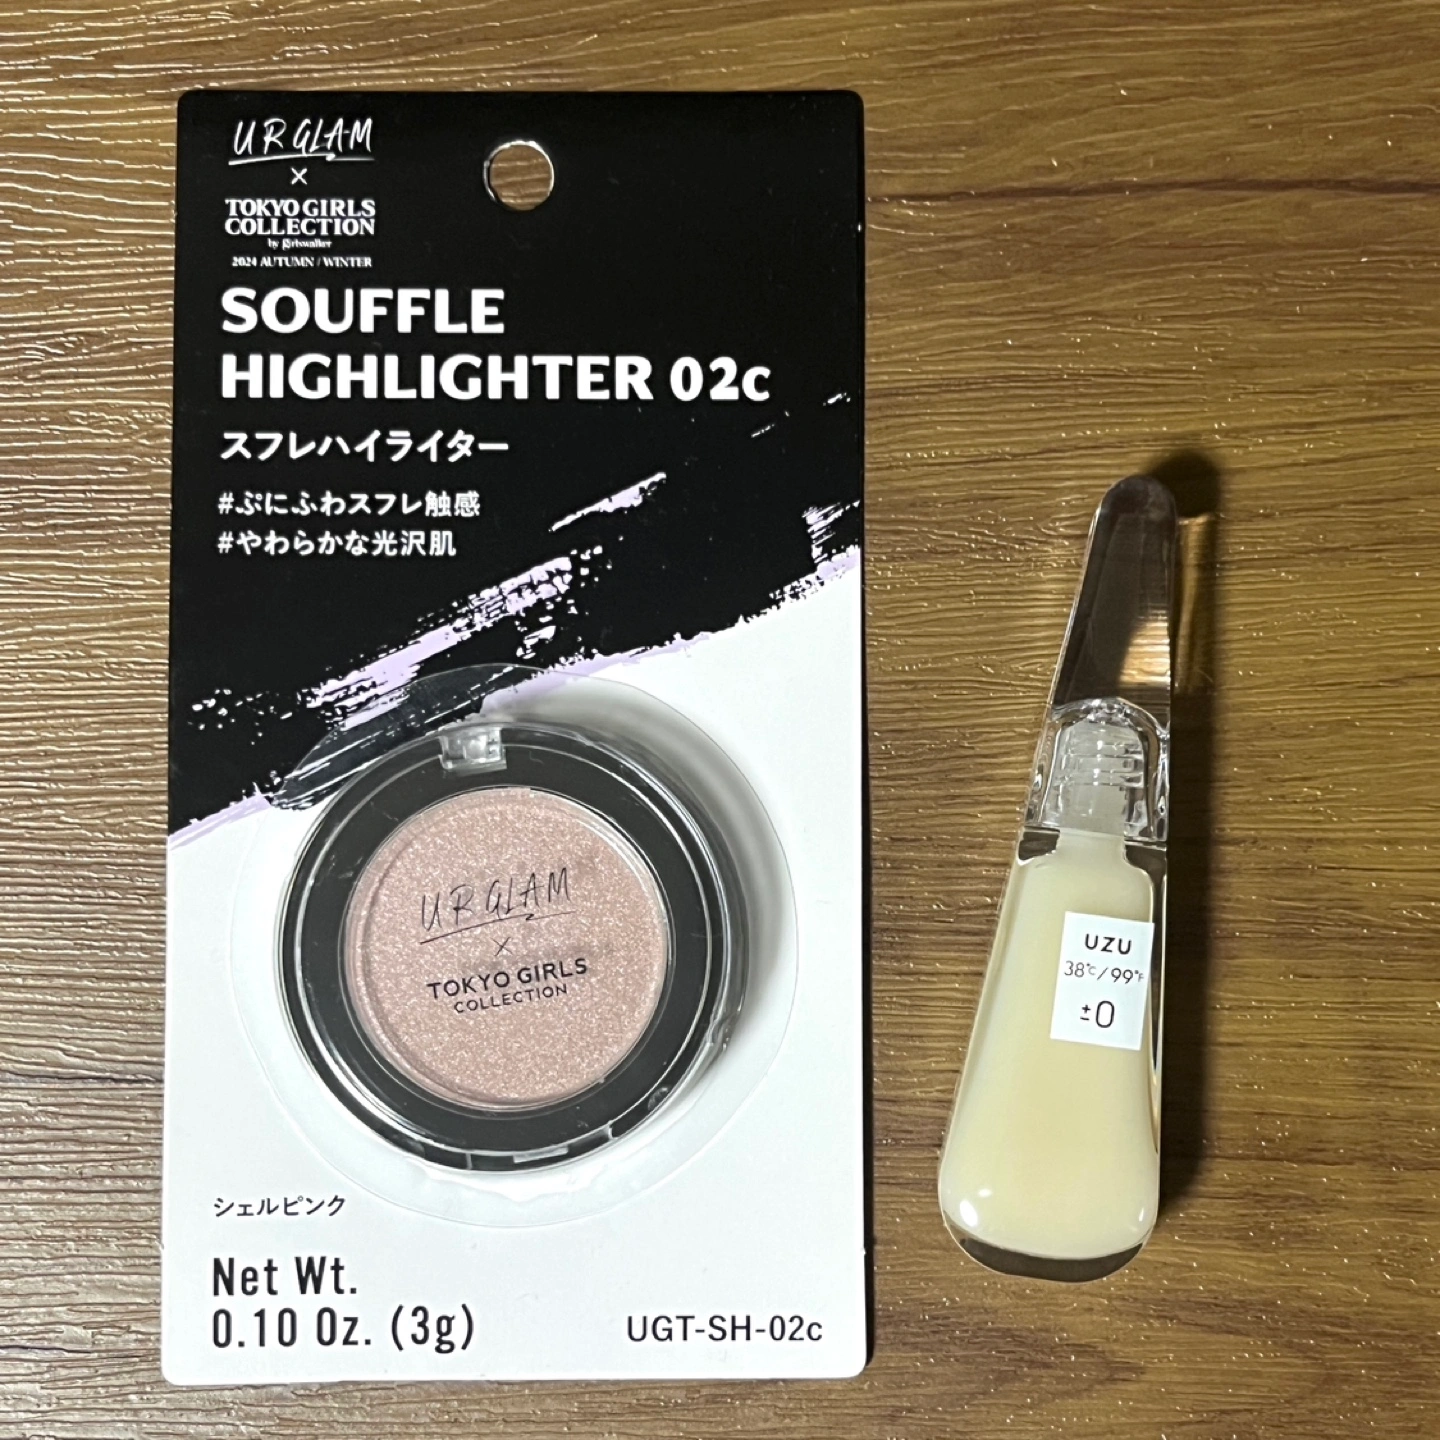 UR GLAM
×
TOKYO GIRLS
COLLECTION
by girlswalker
2024 AUTUMN / WINTER
SOUFFLE
HIGHLIGHTER 02c
スフレハイライター
#ぷにふわスフレ触感
#やわらかな光沢肌
UR GLAM
×
TOKYO GIRLS
COLLECTION
シェルピンク
Net Wt.
0.10 Oz. (3g)
UGT-SH-02c
UZU
38℃/99℉
±0